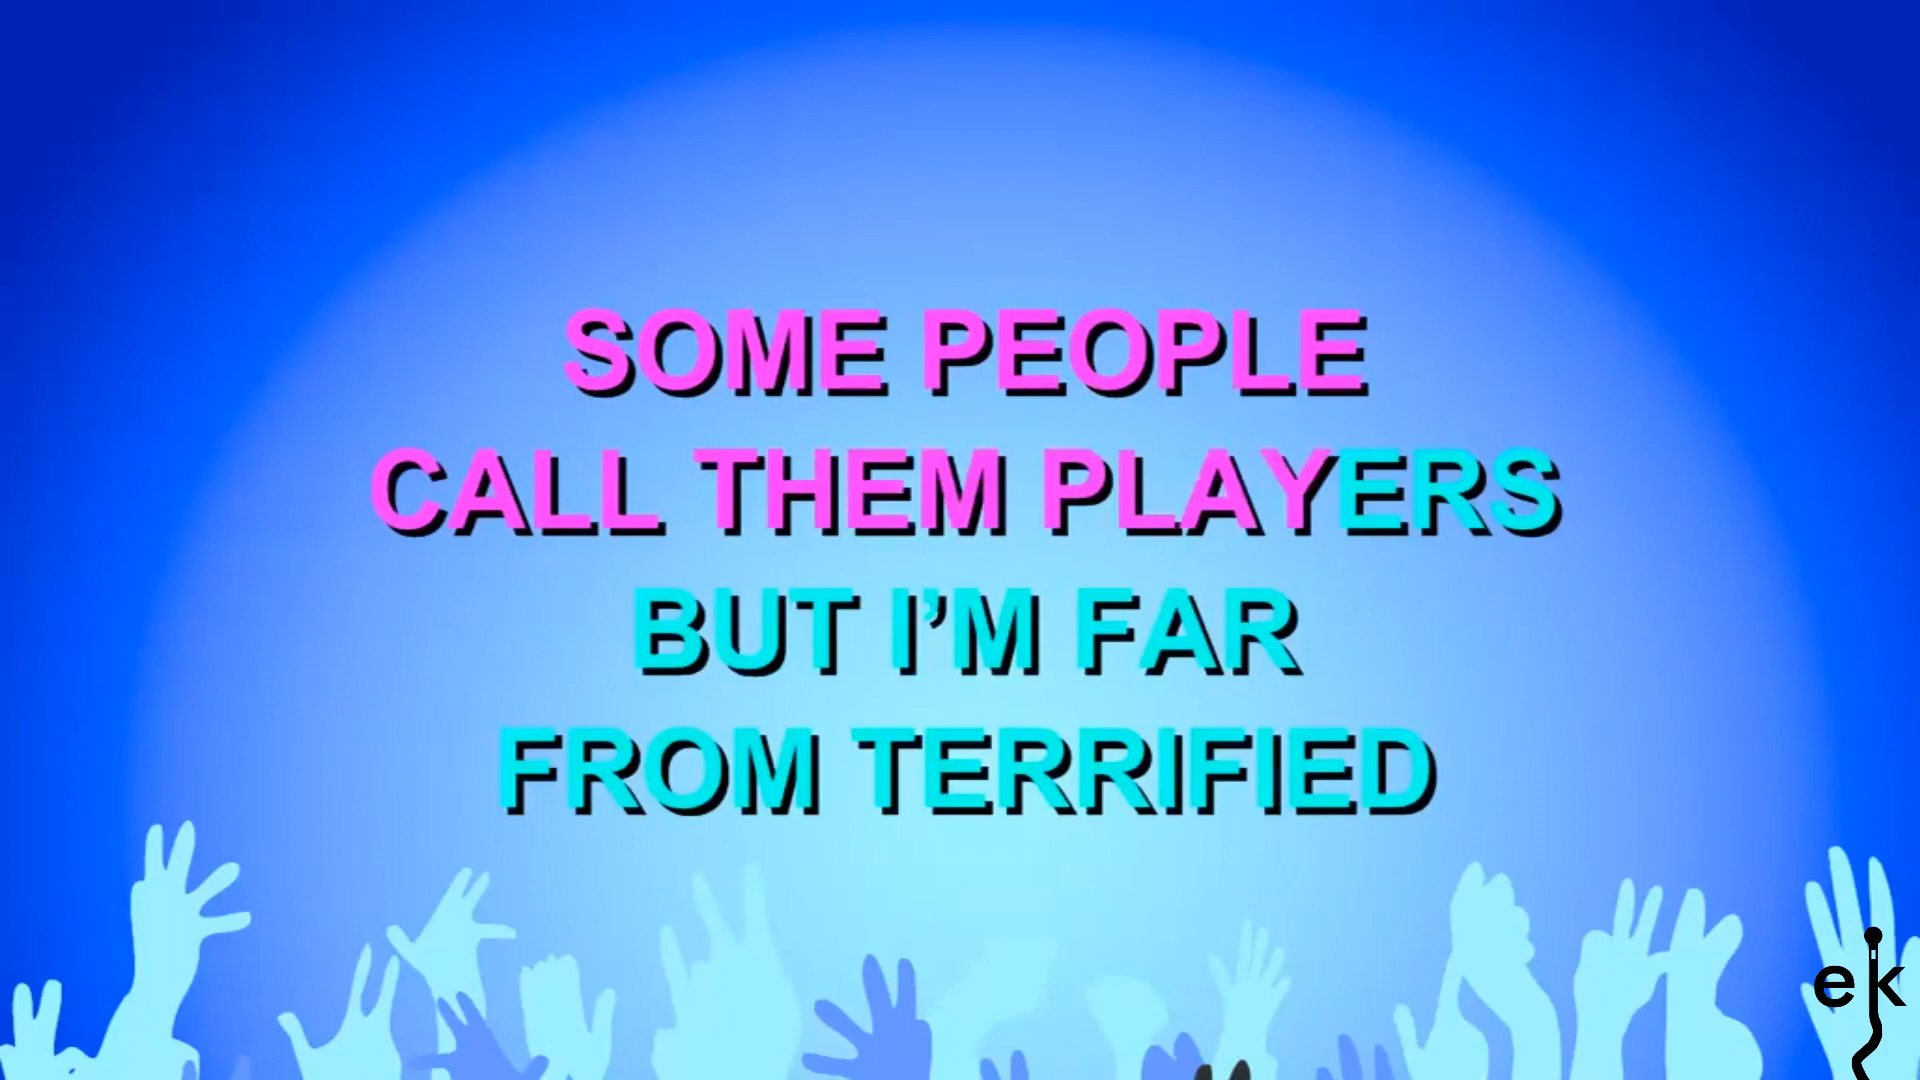 SOME PEOPLE
CALL THEM PLAYERS
BUT I’M FAR
FROM TERRIFIED
ek